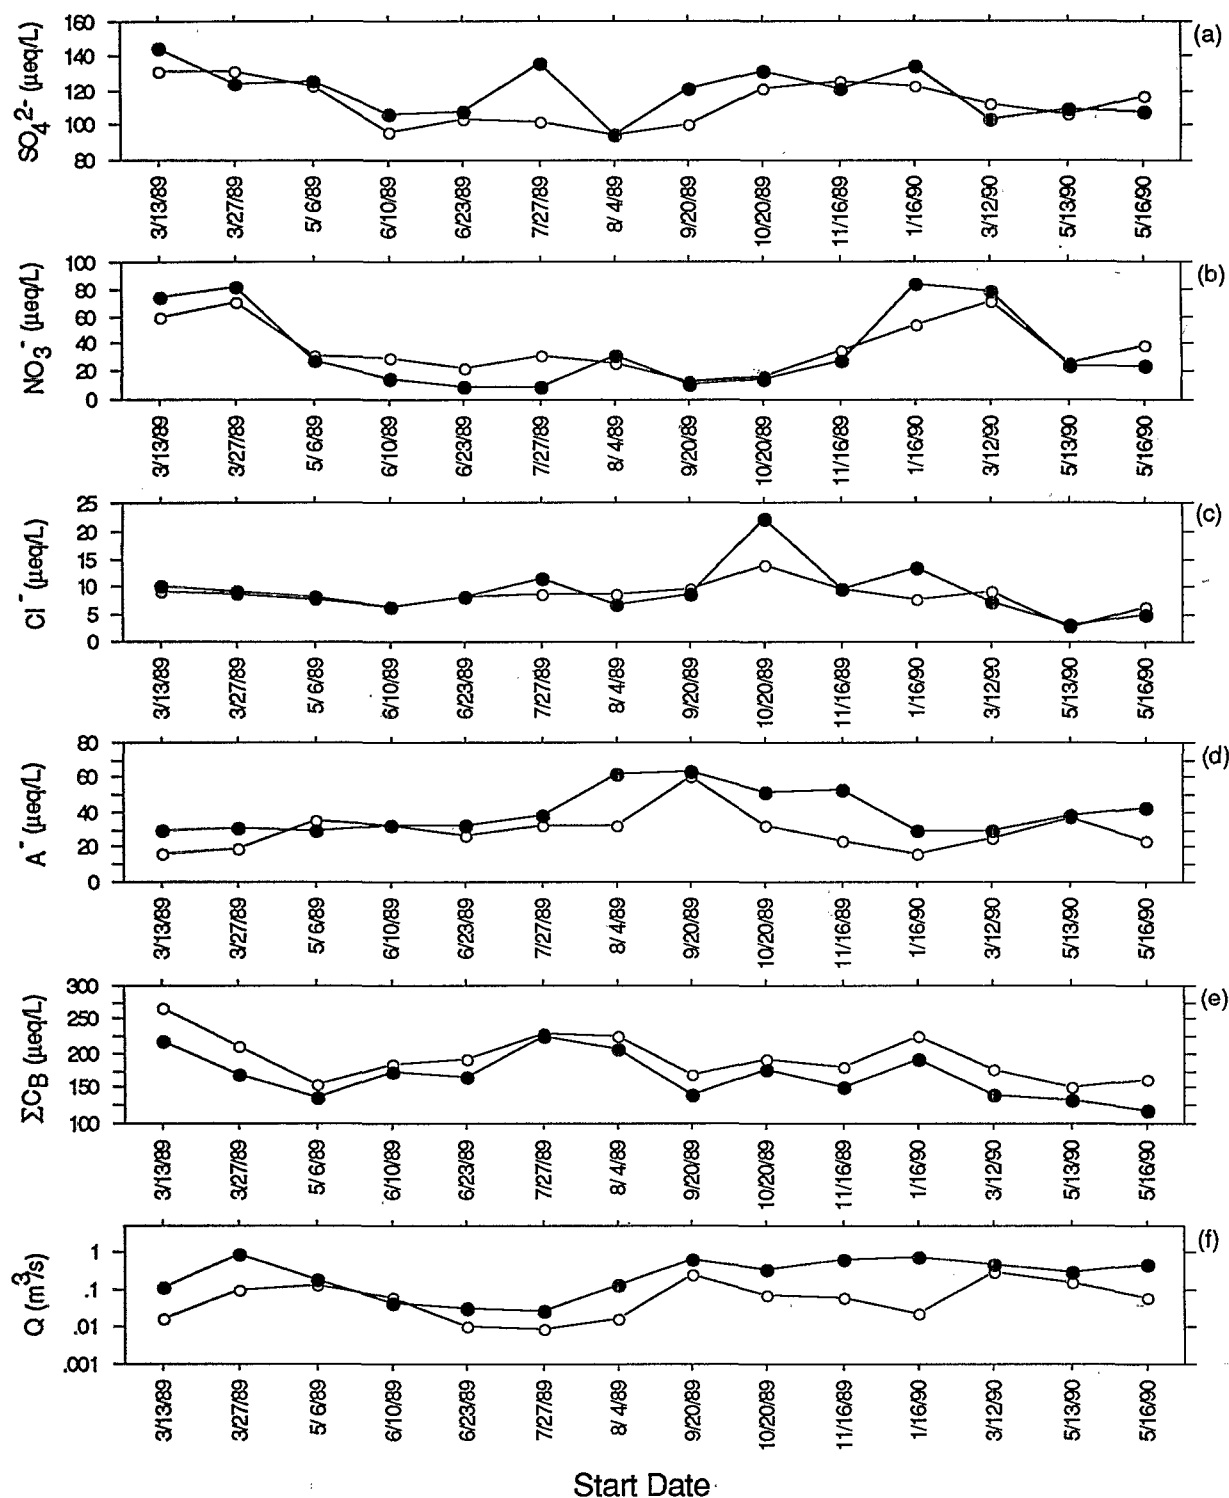 (a)
SO₄²⁻ (µeq/L)
160
140
120
100
80
3/13/89 3/27/89 5/ 6/89 6/10/89 6/23/89 7/27/89 8/ 4/89 9/20/89 10/20/89 11/16/89 1/16/90 3/12/90 5/13/90 5/16/90
(b)
NO₃⁻ (µeq/L)
100
80
60
40
20
0
3/13/89 3/27/89 5/ 6/89 6/10/89 6/23/89 7/27/89 8/ 4/89 9/20/89 10/20/89 11/16/89 1/16/90 3/12/90 5/13/90 5/16/90
(c)
Cl⁻ (µeq/L)
25
20
15
10
5
0
3/13/89 3/27/89 5/ 6/89 6/10/89 6/23/89 7/27/89 8/ 4/89 9/20/89 10/20/89 11/16/89 1/16/90 3/12/90 5/13/90 5/16/90
(d)
A⁻ (µeq/L)
80
60
40
20
0
3/13/89 3/27/89 5/ 6/89 6/10/89 6/23/89 7/27/89 8/ 4/89 9/20/89 10/20/89 11/16/89 1/16/90 3/12/90 5/13/90 5/16/90
(e)
ΣC_B (µeq/L)
300
250
200
150
100
3/13/89 3/27/89 5/ 6/89 6/10/89 6/23/89 7/27/89 8/ 4/89 9/20/89 10/20/89 11/16/89 1/16/90 3/12/90 5/13/90 5/16/90
(f)
Q (m³/s)
1
.1
.01
.001
3/13/89 3/27/89 5/ 6/89 6/10/89 6/23/89 7/27/89 8/ 4/89 9/20/89 10/20/89 11/16/89 1/16/90 3/12/90 5/13/90 5/16/90
Start Date